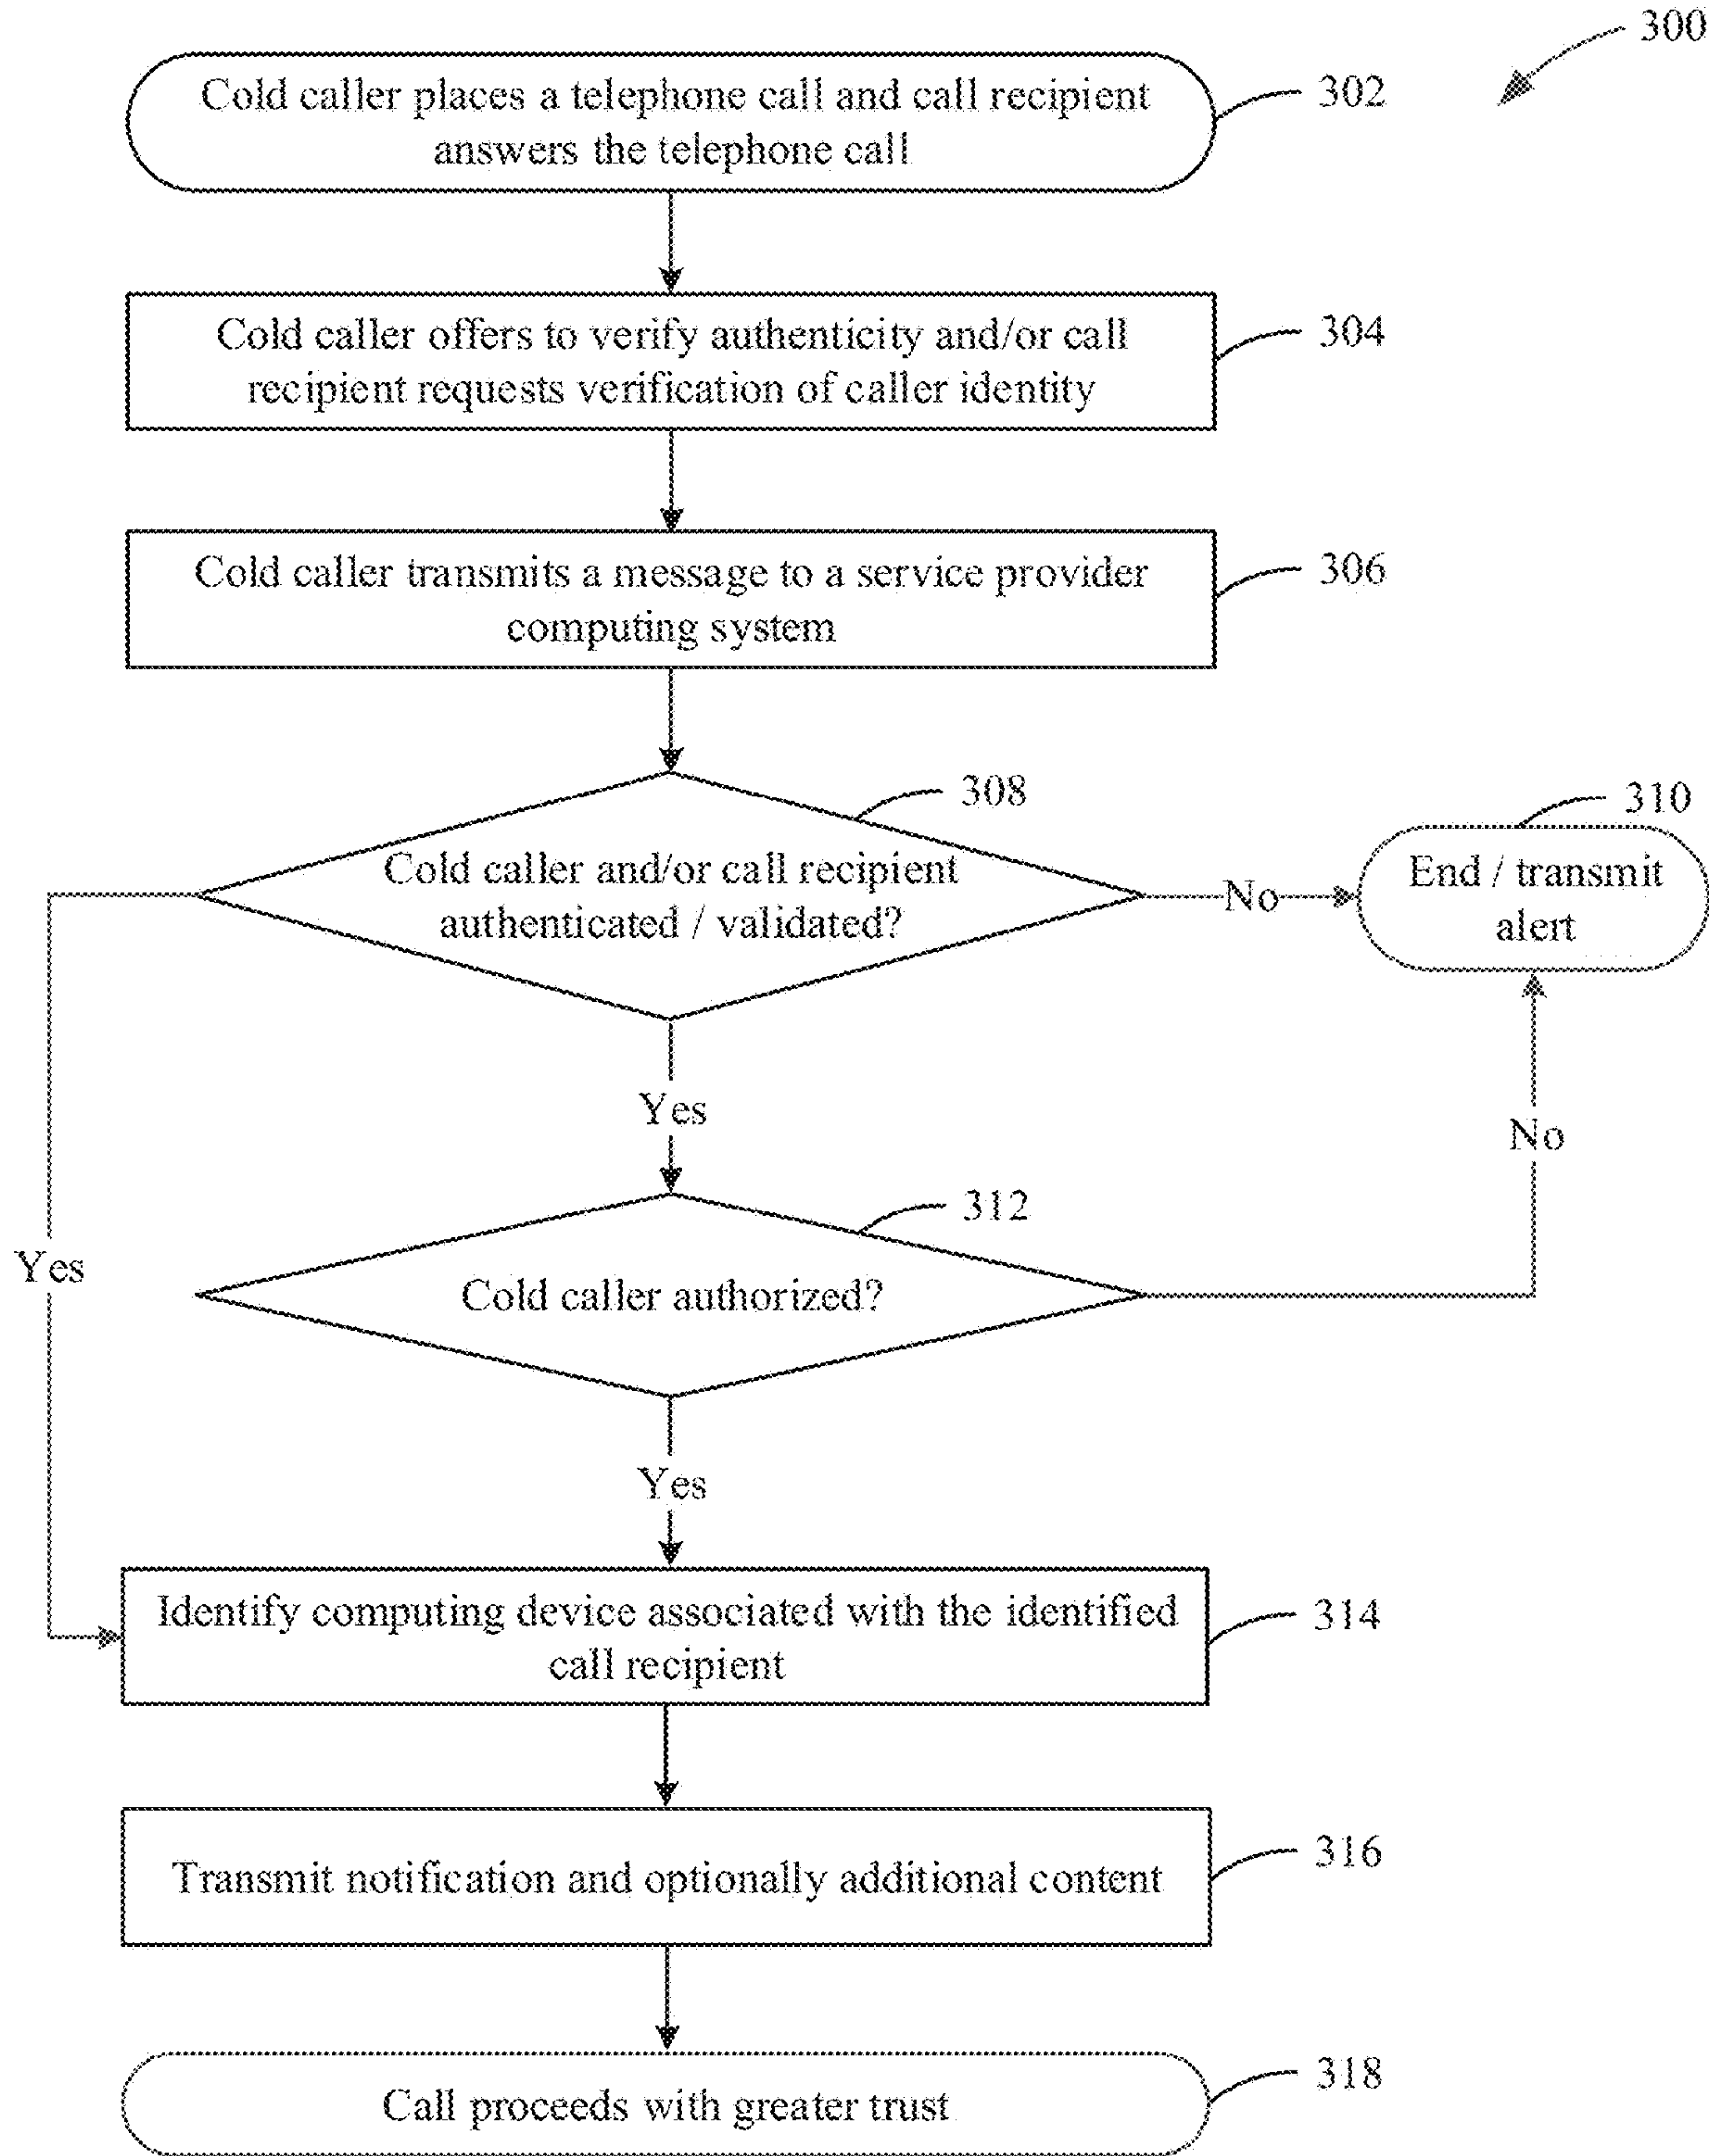 300
Cold caller places a telephone call and call recipient
answers the telephone call
302
Cold caller offers to verify authenticity and/or call
recipient requests verification of caller identity
304
Cold caller transmits a message to a service provider
computing system
306
308
Cold caller and/or call recipient
authenticated / validated?
No
310
End / transmit
alert
Yes
No
312
Yes
Cold caller authorized?
Yes
Identify computing device associated with the identified
call recipient
314
Transmit notification and optionally additional content
316
Call proceeds with greater trust
318